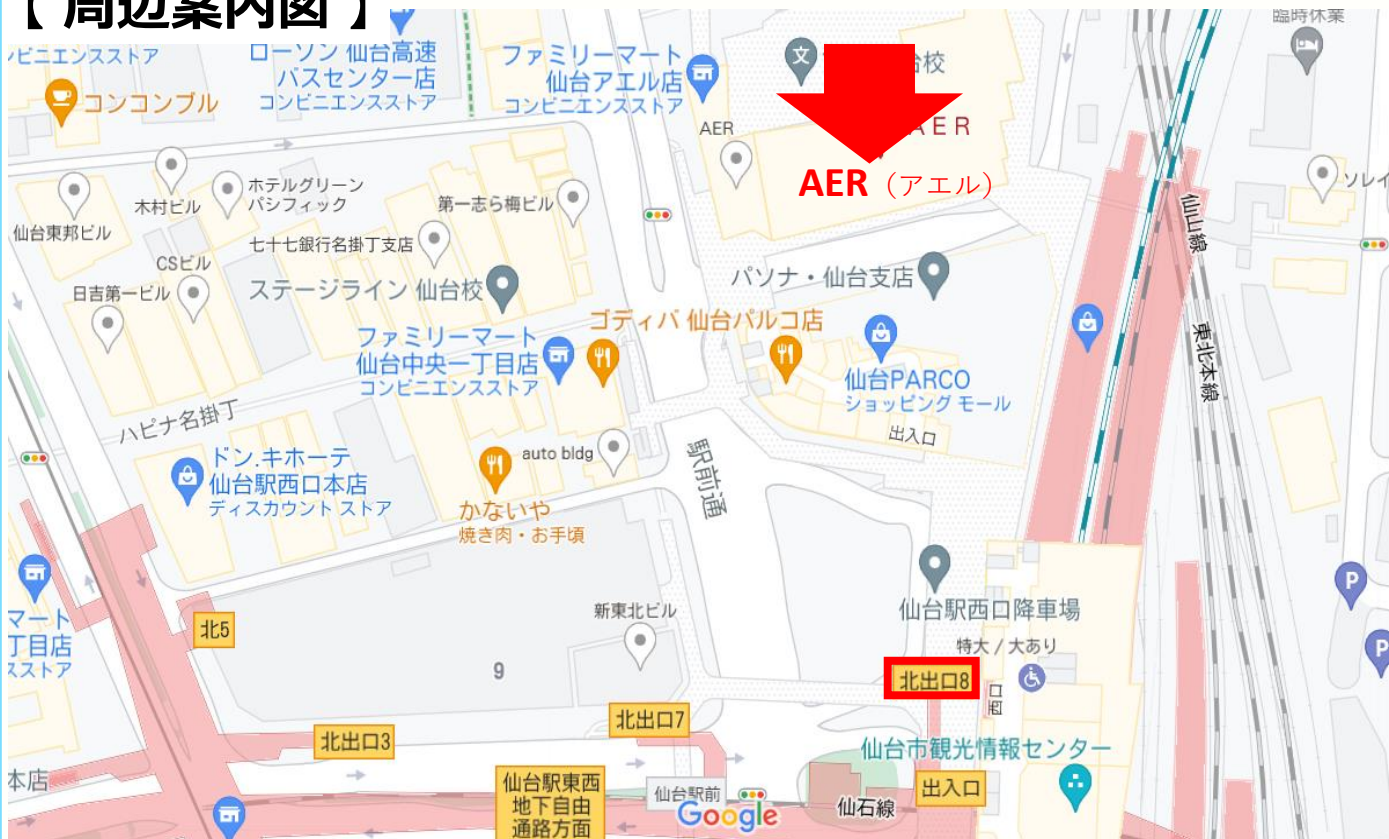 【 周辺案内図 】
臨時休業
ローソン 仙台高速
バスセンター店
コンビニエンスストア
ファミリーマート
仙台アエル店
コンビニエンスストア
文
台校
コンコンブル
AER
AER
AER（アエル）
木村ビル
ホテルグリーン
パシフィック
第一志ら梅ビル
仙台東邦ビル
七十七銀行名掛丁支店
CSビル
日吉第一ビル
ステージライン 仙台校
パソナ・仙台支店
仙山線
ソレイ
ゴディバ 仙台パルコ店
ファミリーマート
仙台中央一丁目店
コンビニエンスストア
仙台PARCO
ショッピング モール
東北本線
出入口
ハピナ名掛丁
ドン.キホーテ
仙台駅西口本店
ディスカウント ストア
auto bldg
駅前通
かないや
焼き肉・お手頃
P
仙台駅西口降車場
特大 / 大あり
マート
丁目店
スストア
北5
新東北ビル
9
P
北出口8
西口
北出口3
北出口7
仙台市観光情報センター
本店
仙台駅東西
地下自由
通路方面
仙台駅前
Google
仙石線
出入口